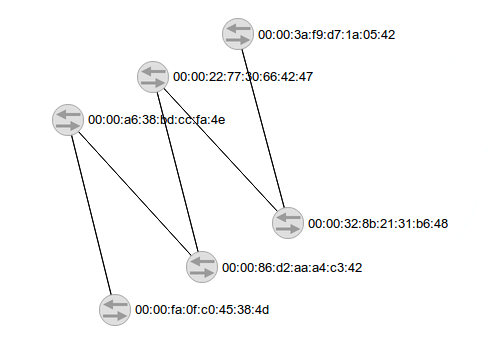 00:00:3a:f9:d7:1a:05:42
00:00:22:77:30:66:42:47
00:00:a6:38:bd:cc:fa:4e
00:00:32:8b:21:31:b6:48
00:00:86:d2:aa:a4:c3:42
00:00:fa:0f:c0:45:38:4d